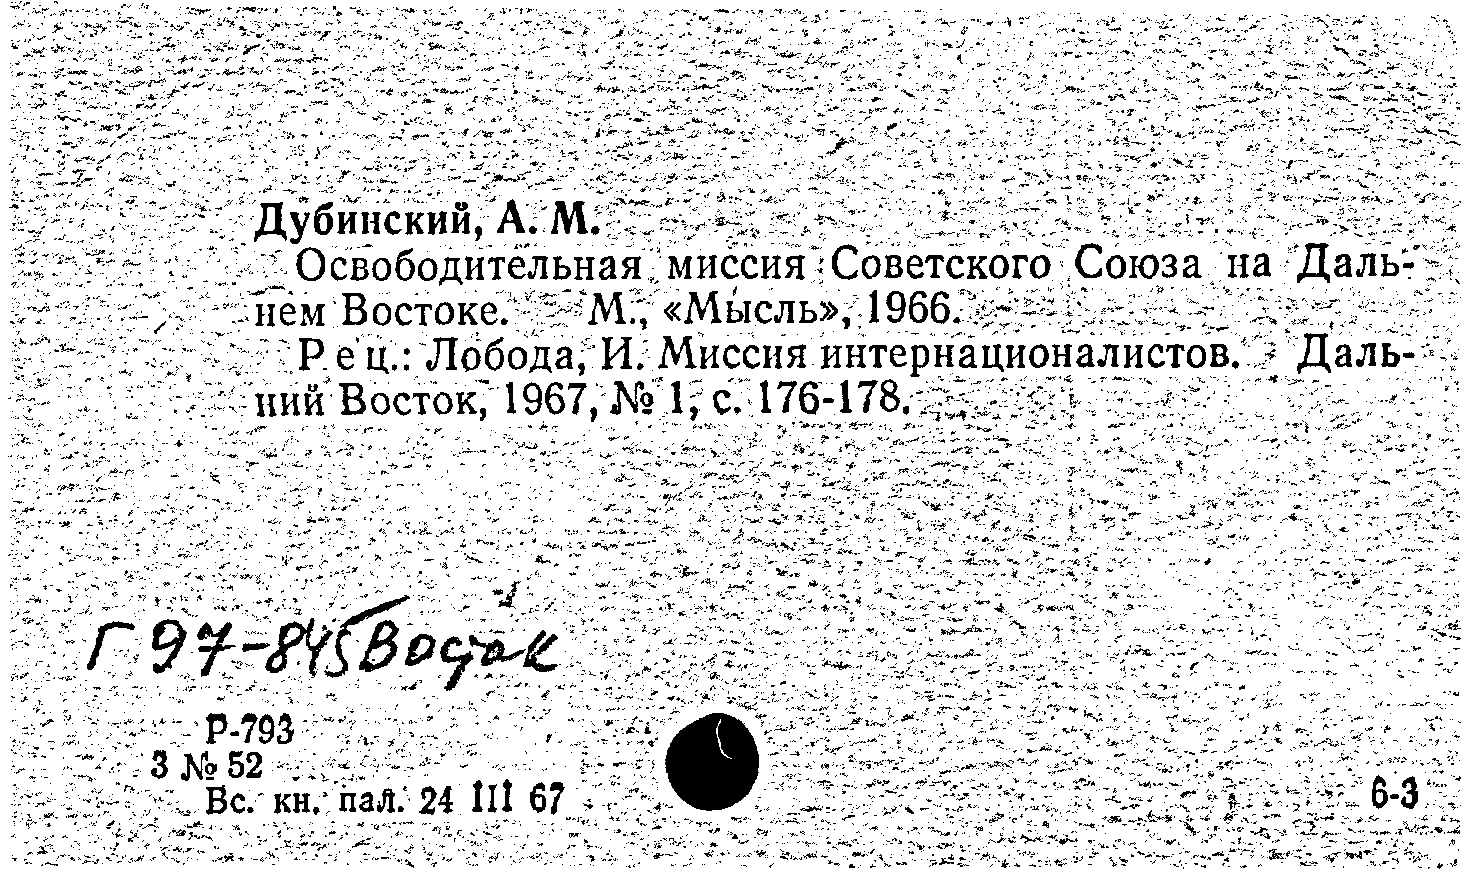 Дубинский, А. М.
Освободительная миссия Советского Союза на Даль-
нем Востоке. М., «Мысль», 1966.
Рец.: Лобода, И. Миссия интернационалистов. Даль-
ний Восток, 1967, № 1, с. 176-178.
Г 97-845 Восток
Р-793
3 № 52
Вс. кн. пал. 24 III 67
6-3